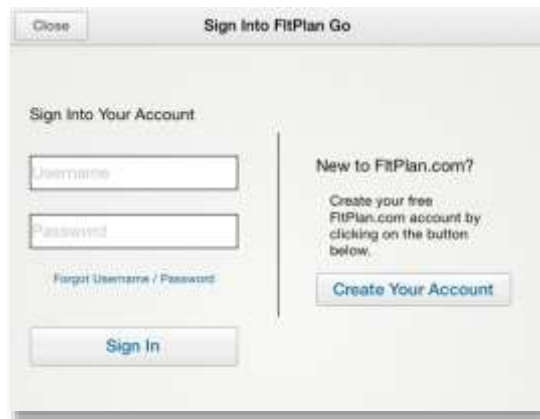 Close
Sign Into FltPlan Go
Sign Into Your Account
Username
Password
Forgot Username / Password
Sign In
New to FltPlan.com?
Create your free
FltPlan.com account by
clicking on the button
below.
Create Your Account